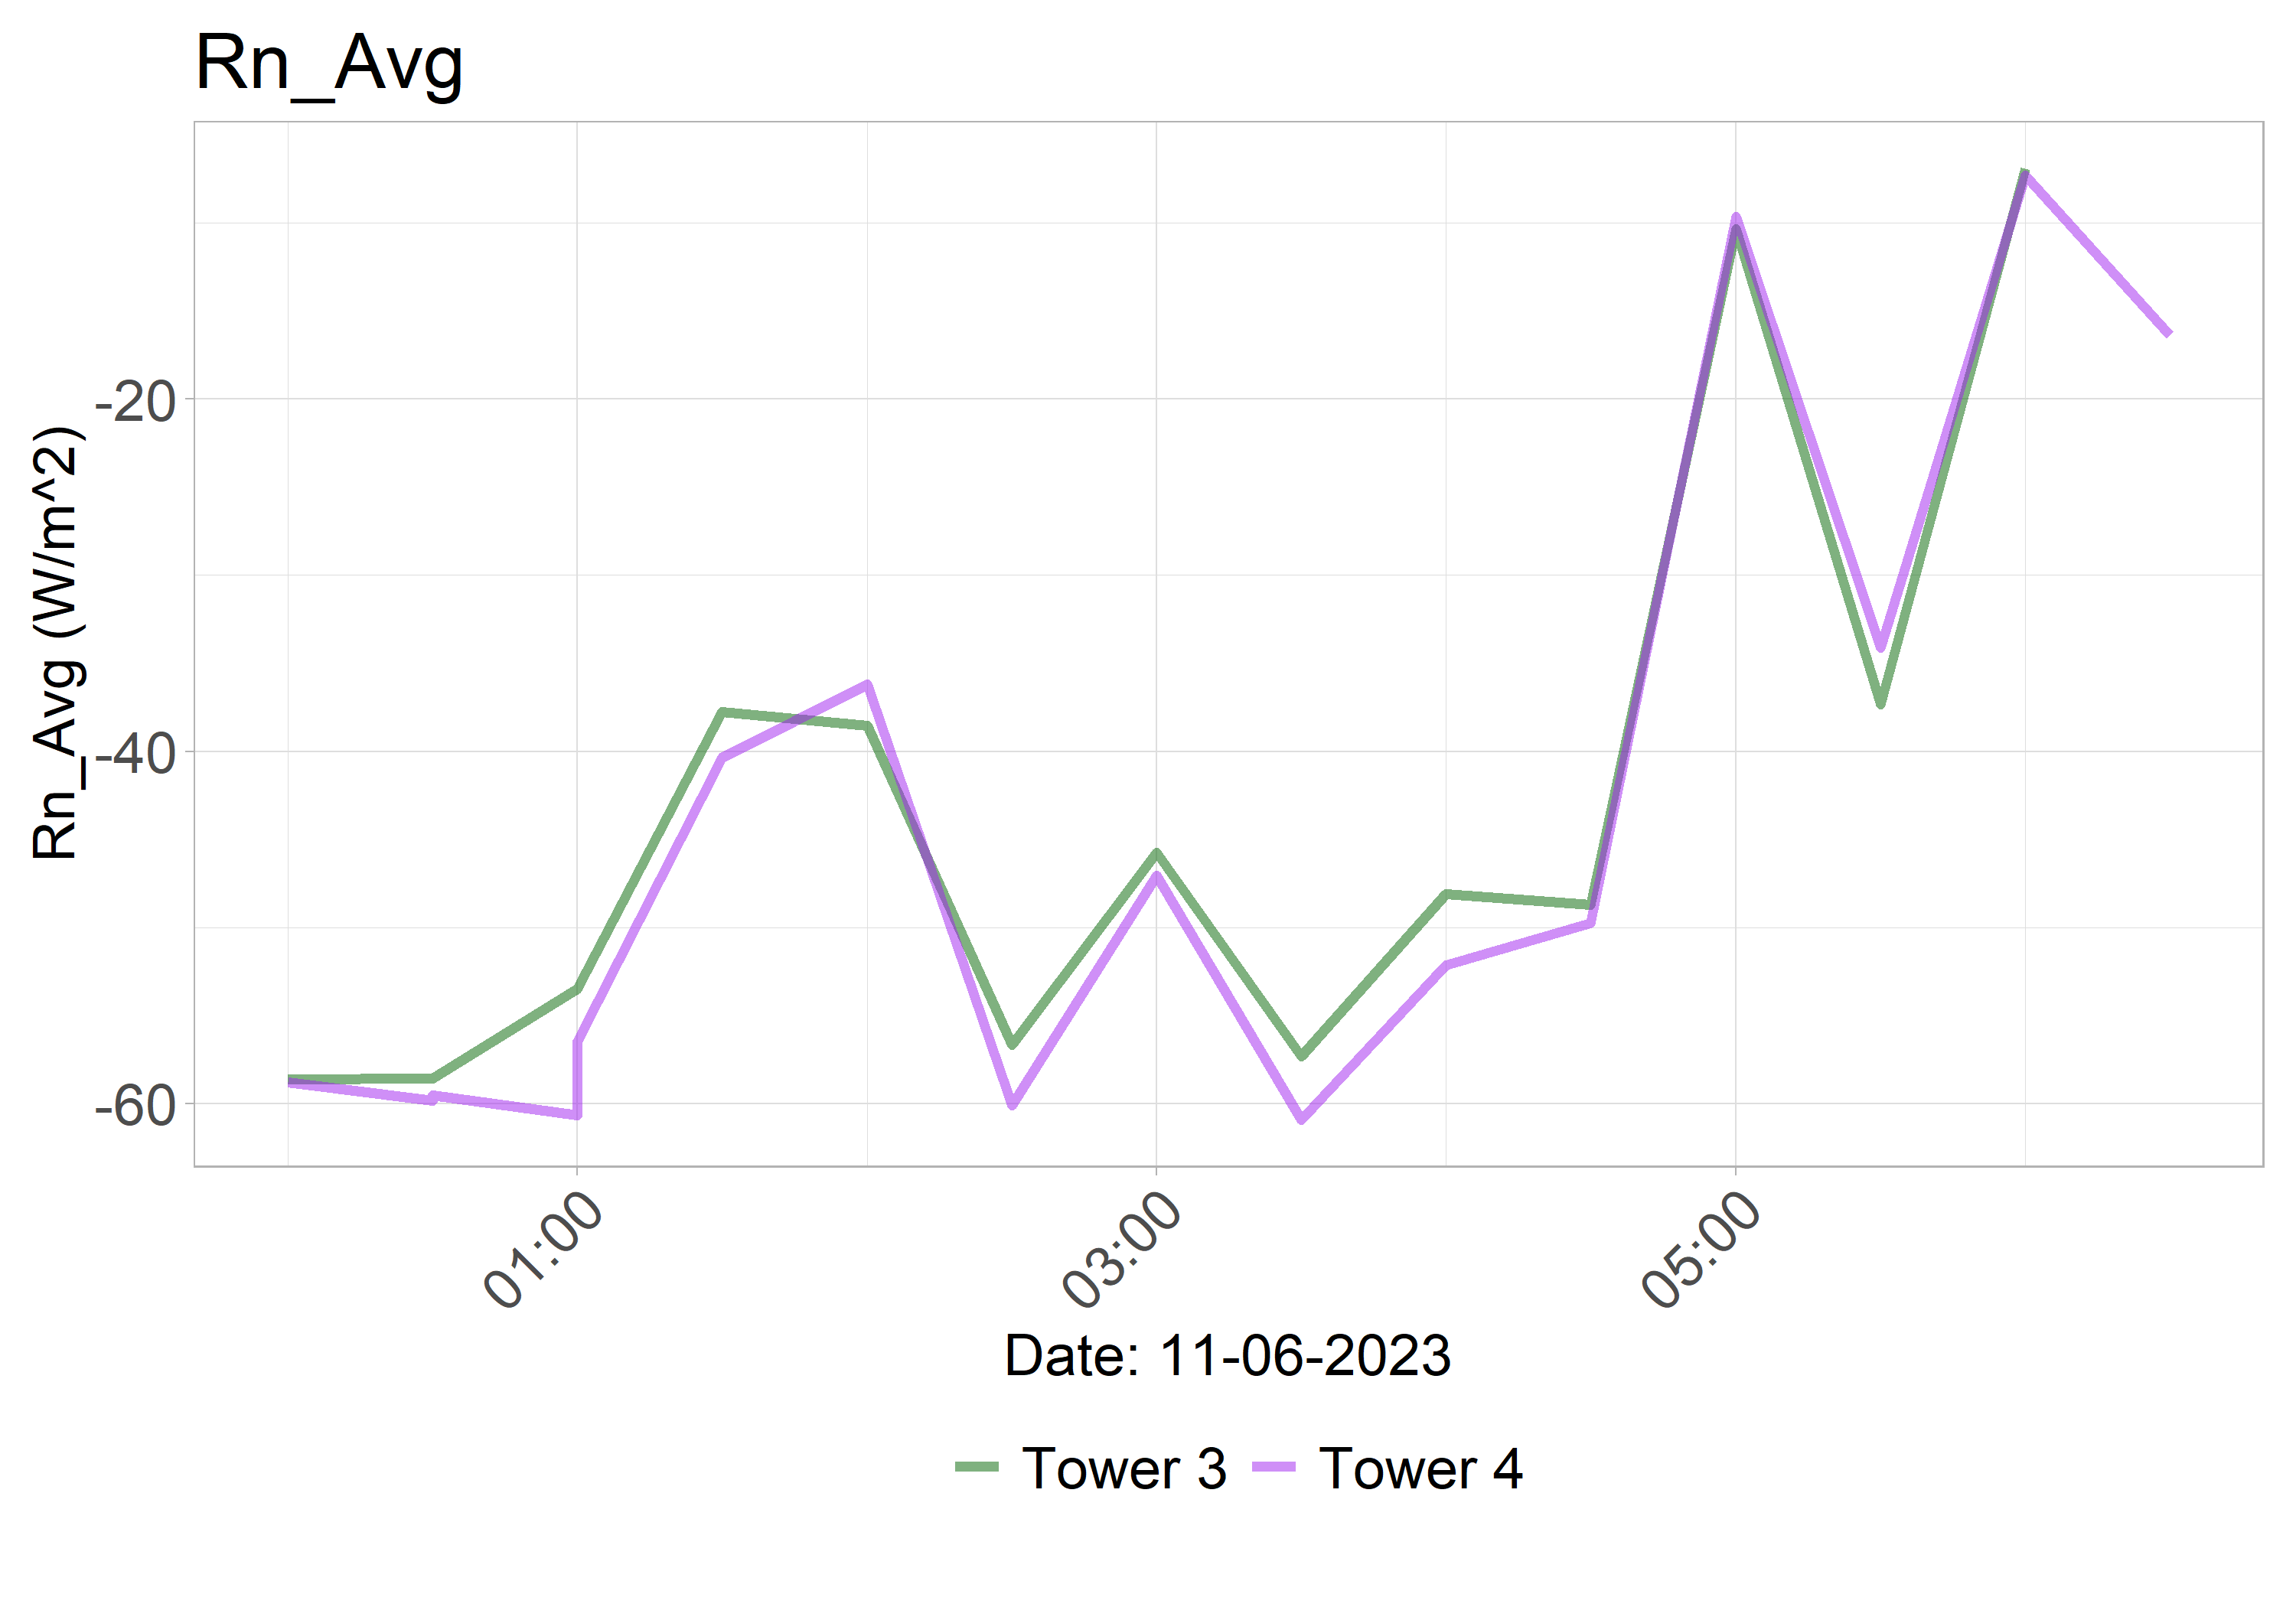 Rn_Avg
Rn_Avg (W/m^2)
-20
-40
-60
01:00
03:00
05:00
Date: 11-06-2023
Tower 3
Tower 4